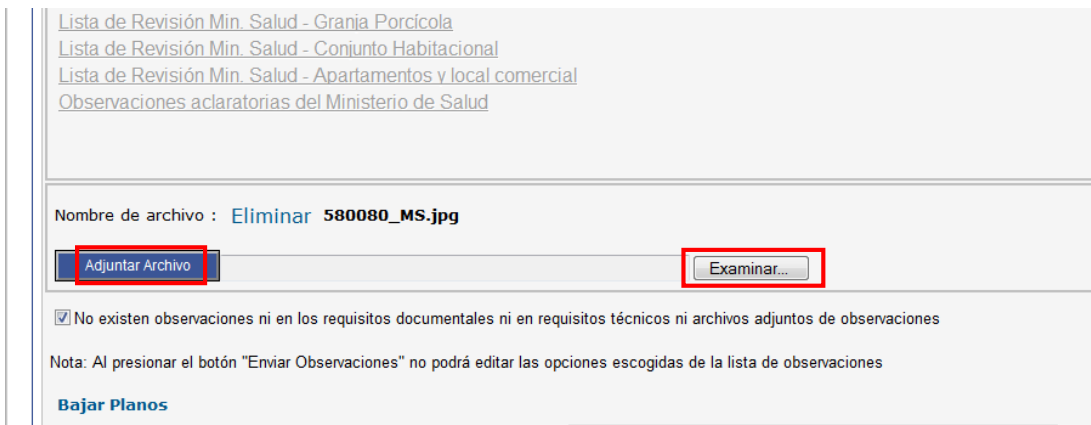 Lista de Revisión Min. Salud - Granja Porcícola
Lista de Revisión Min. Salud - Conjunto Habitacional
Lista de Revisión Min. Salud - Apartamentos y local comercial
Observaciones aclaratorias del Ministerio de Salud
Nombre de archivo : Eliminar 580080_MS.jpg
Adjuntar Archivo Examinar...
No existen observaciones ni en los requisitos documentales ni en requisitos técnicos ni archivos adjuntos de observaciones
Nota: Al presionar el botón "Enviar Observaciones" no podrá editar las opciones escogidas de la lista de observaciones
Bajar Planos